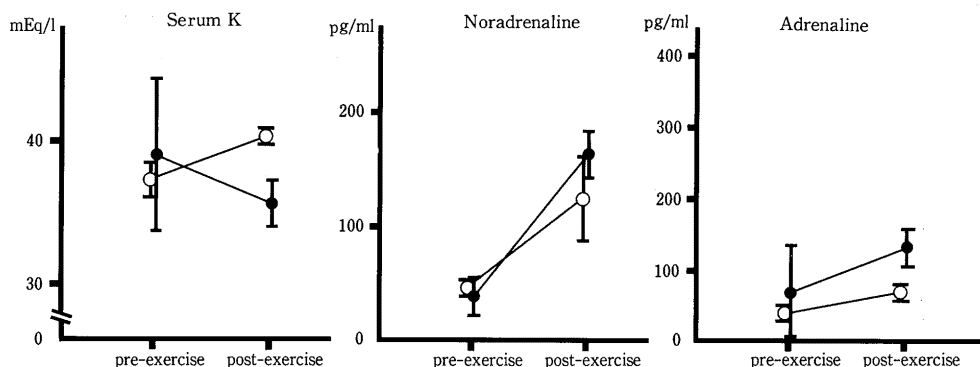 Serum K
mEq/l
40
30
0
pre-exercise post-exercise
Noradrenaline
pg/ml
200
100
0
pre-exercise post-exercise
Adrenaline
pg/ml
400
300
200
100
0
pre-exercise post-exercise